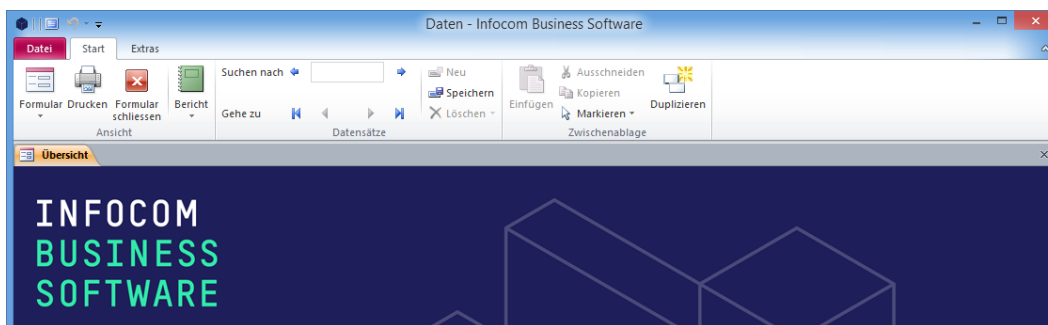 Daten - Infocom Business Software
Datei Start Extras
Suchen nach Neu Ausschneiden
Speichern Kopieren
Formular Drucken Formular schliessen Bericht Gehe zu Löschen Einfügen Markieren Duplizieren
Ansicht Datensätze Zwischenablage
Übersicht
INFOCOM
BUSINESS
SOFTWARE